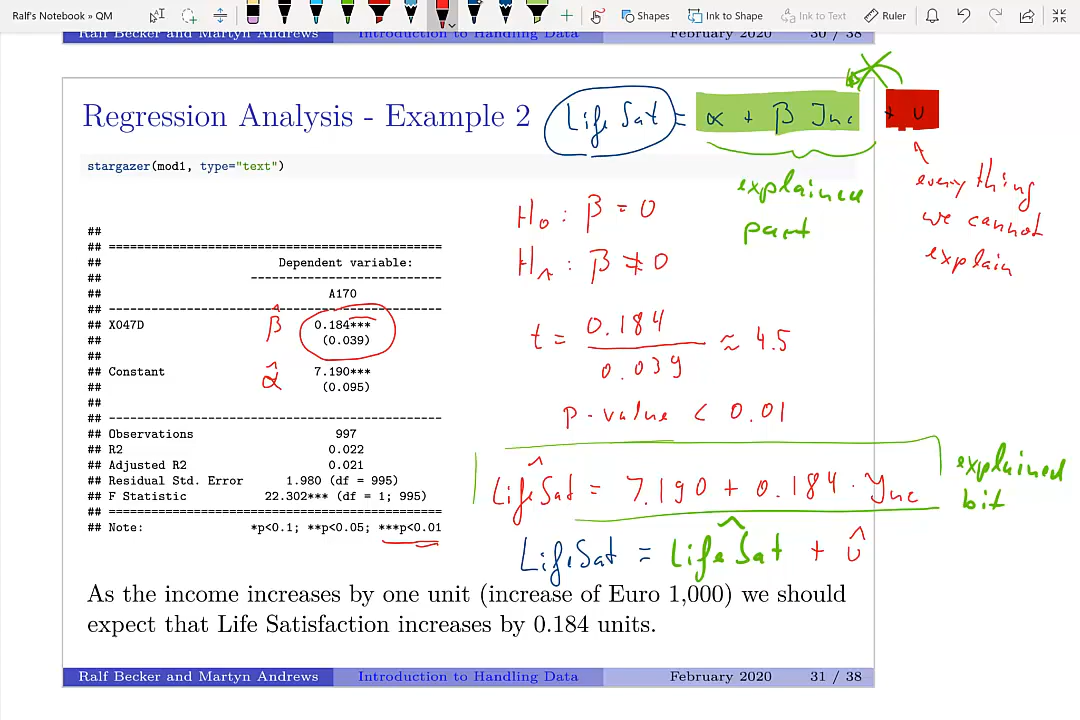 Ralf's Notebook » QM
Shapes
Ink to Shape
Ink to Text
Ruler
Ralf Becker and Martyn Andrews Introduction to Handling Data February 2020 30 / 38
Regression Analysis - Example 2
LifeSat = α + β Inc + υ
explained
part
everything
we cannot
explain
stargazer(mod1, type="text")
H₀ : β = 0
H₁ : β ≠ 0
##
## =============================================
## Dependent variable:
## ---------------------------
## A170
## ---------------------------------------------
## X047D 0.184***
## (0.039)
##
## Constant 7.190***
## (0.095)
##
## ---------------------------------------------
## Observations 997
## R2 0.022
## Adjusted R2 0.021
## Residual Std. Error 1.980 (df = 995)
## F Statistic 22.302*** (df = 1; 995)
## =============================================
## Note: *p<0.1; **p<0.05; ***p<0.01
β̂
α̂
t = 0.184 / 0.039 ≈ 4.5
p-value < 0.01
LifeŜat = 7.190 + 0.184 · Inc
explained
bit
LifeSat = LifeŜat + û
As the income increases by one unit (increase of Euro 1,000) we should
expect that Life Satisfaction increases by 0.184 units.
Ralf Becker and Martyn Andrews Introduction to Handling Data February 2020 31 / 38